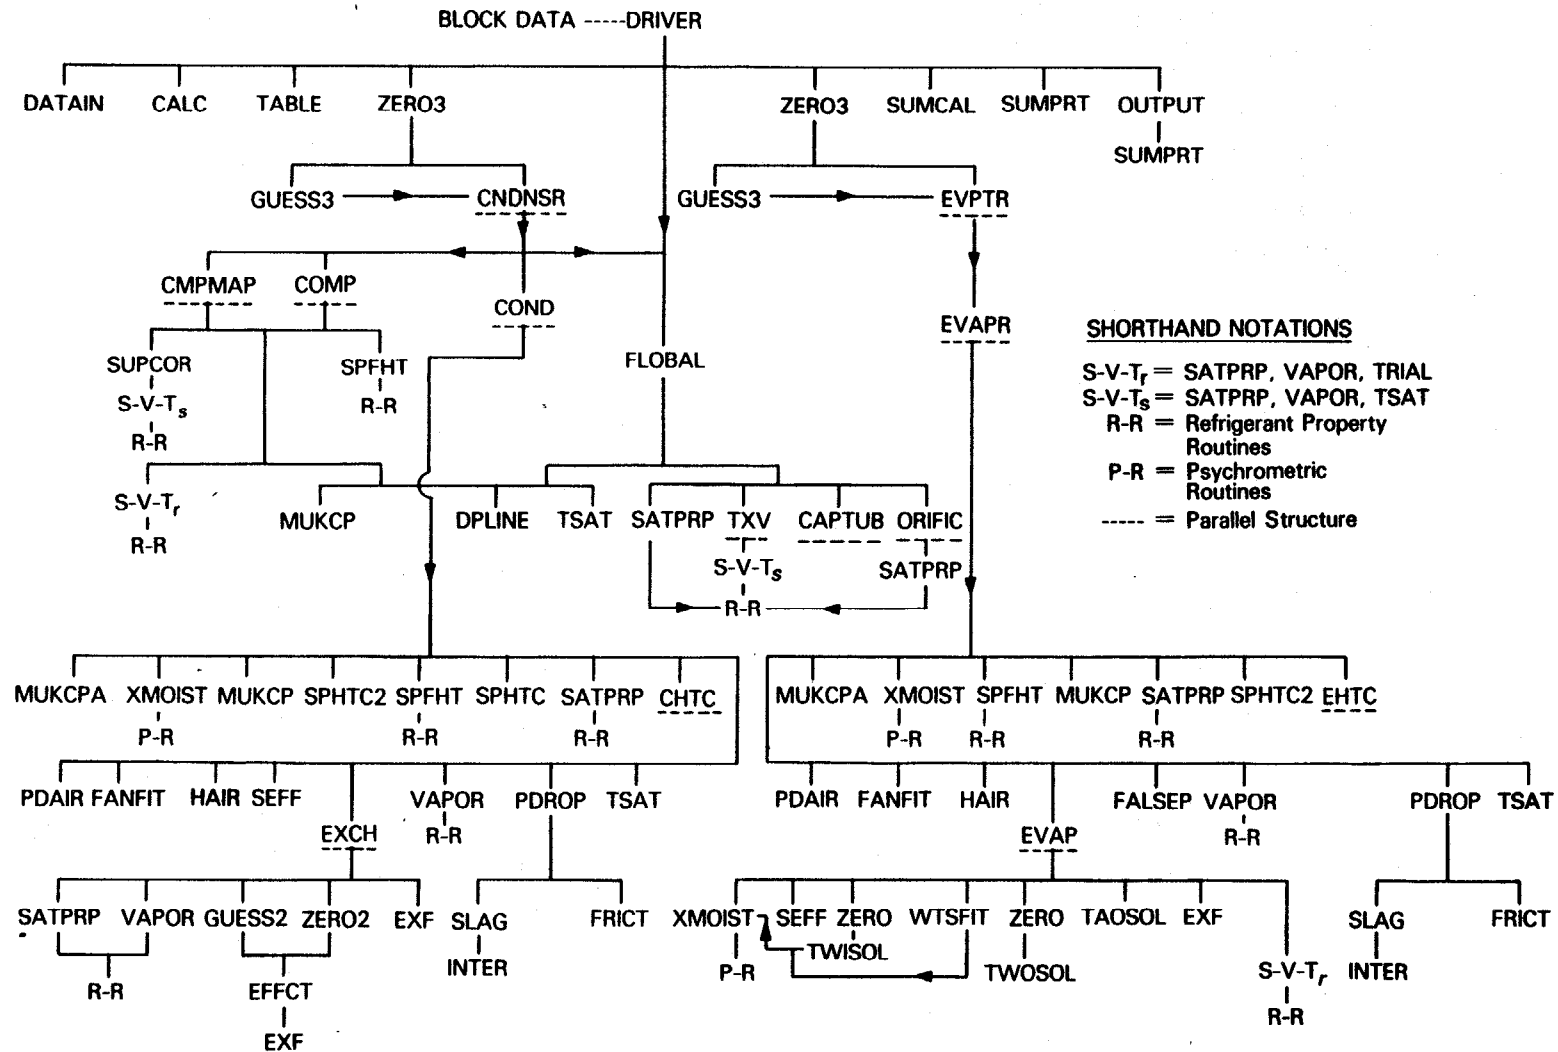 BLOCK DATA -----DRIVER
DATAIN CALC TABLE ZERO3 ZERO3 SUMCAL SUMPRT OUTPUT
SUMPRT
GUESS3 CNDNSR GUESS3 EVPTR
CMPMAP COMP COND EVAPR
SUPCOR SPFHT FLOBAL
S-V-Ts R-R
R-R
SHORTHAND NOTATIONS
S-V-Tr = SATPRP, VAPOR, TRIAL
S-V-Ts = SATPRP, VAPOR, TSAT
R-R = Refrigerant Property
Routines
P-R = Psychrometric
Routines
----- = Parallel Structure
S-V-Tr MUKCP DPLINE TSAT SATPRP TXV CAPTUB ORIFIC
R-R S-V-Ts SATPRP
R-R
MUKCPA XMOIST MUKCP SPHTC2 SPFHT SPHTC SATPRP CHTC
P-R R-R R-R
MUKCPA XMOIST SPFHT MUKCP SATPRP SPHTC2 EHTC
P-R R-R R-R
PDAIR FANFIT HAIR SEFF VAPOR PDROP TSAT
EXCH R-R
PDAIR FANFIT HAIR FALSEP VAPOR PDROP TSAT
EVAP R-R
SATPRP VAPOR GUESS2 ZERO2 EXF SLAG FRICT
INTER
R-R EFFCT
EXF
XMOIST SEFF ZERO WTSFIT ZERO TAOSOL EXF SLAG FRICT
TWISOL
P-R TWOSOL S-V-Tr INTER
R-R